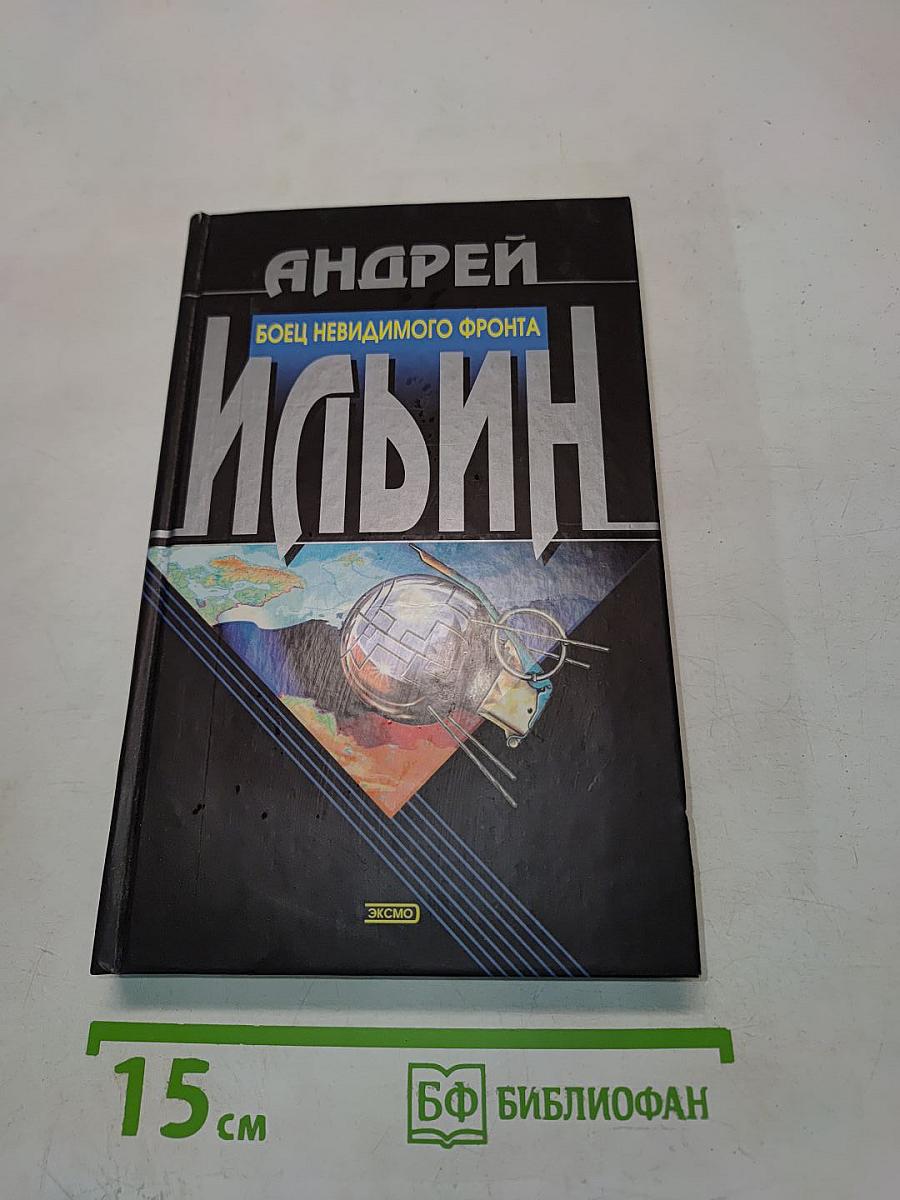 АНДРЕЙ
БОЕЦ НЕВИДИМОГО ФРОНТА
ИЛЬИН
ЭКСМО
15 см
БФ БИБЛИОФАН